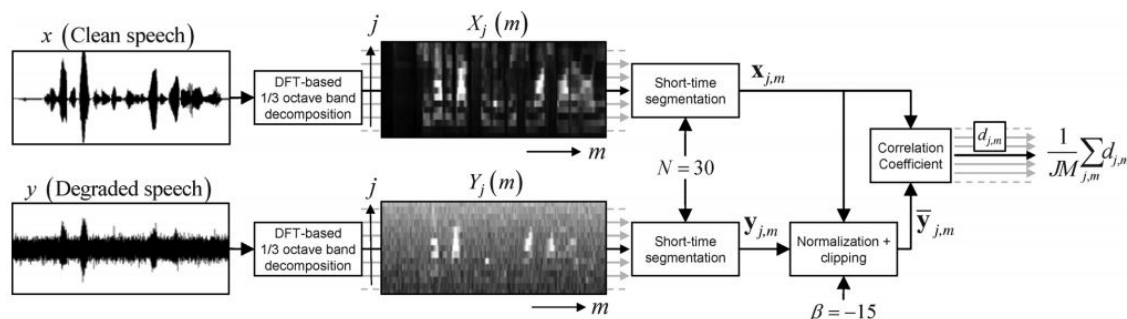 x (Clean speech)
DFT-based
1/3 octave band
decomposition
j
X_j (m)
m
Short-time
segmentation
x_{j,m}
N = 30
y (Degraded speech)
DFT-based
1/3 octave band
decomposition
j
Y_j (m)
m
Short-time
segmentation
y_{j,m}
Normalization +
clipping
β = −15
ȳ_{j,m}
Correlation
Coefficient
d_{j,m}
1/JM ∑_{j,m} d_{j,n